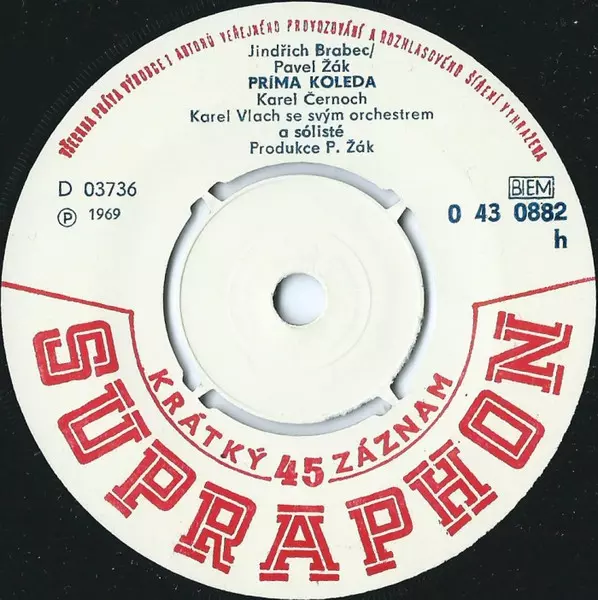 VŠECHNA PRÁVA VÝROBCE I AUTORŮ VEŘEJNÉHO PROVOZOVÁNÍ A ROZHLASOVÉHO ŠÍŘENÍ VYHRAŽENA
Jindřich Brabec/
Pavel Žák
PRÍMA KOLEDA
Karel Černoch
Karel Vlach se svým orchestrem
a sólisté
Produkce P. Žák
D 03736
℗ 1969
BIEM
0 43 0882
h
KRÁTKÝ 45 ZÁZNAM
SUPRAPHON